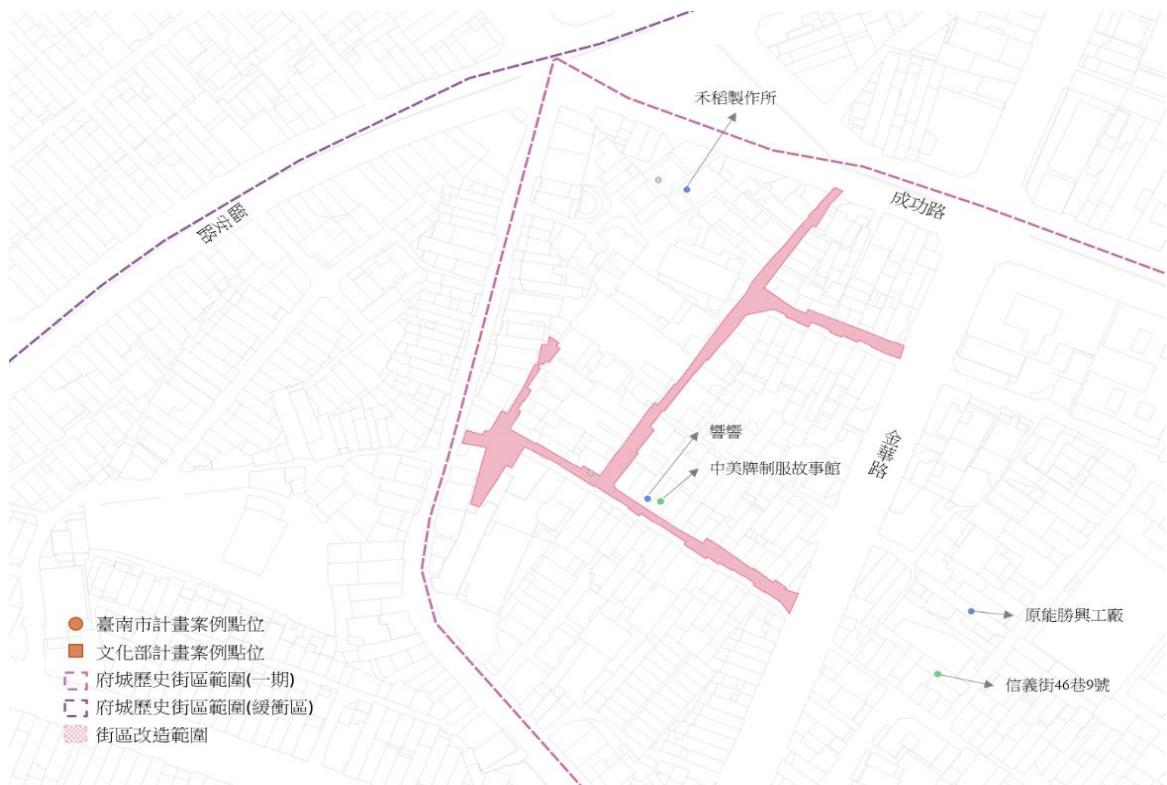 禾稻製作所
成功路
臨安路
響響
中美牌制服故事館
金華路
原能勝興工廠
信義街46巷9號
臺南市計畫案例點位
文化部計畫案例點位
府城歷史街區範圍(一期)
府城歷史街區範圍(緩衝區)
街區改造範圍